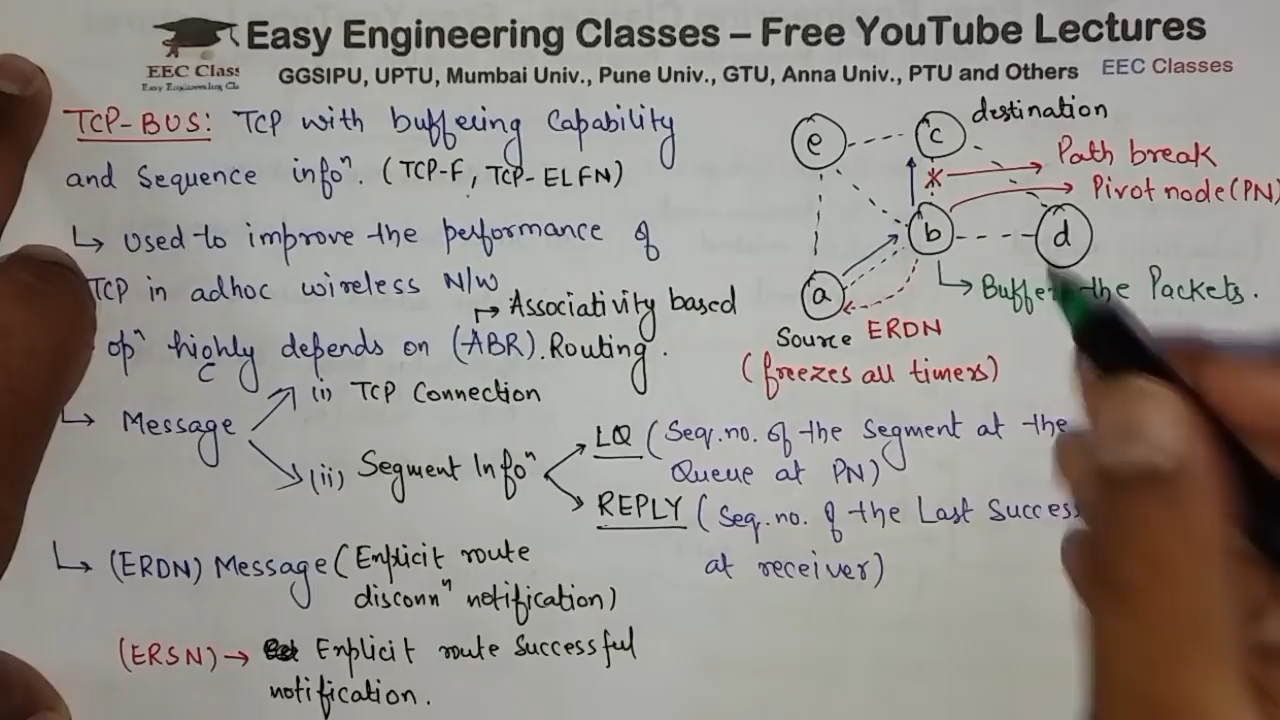 Easy Engineering Classes – Free YouTube Lectures
EEC Class
Easy Engineering Cla
GGSIPU, UPTU, Mumbai Univ., Pune Univ., GTU, Anna Univ., PTU and Others
EEC Classes
TCP-BUS: TCP with buffering Capability
and Sequence infoⁿ. (TCP-F, TCP-ELFN)
↳ Used to improve the performance of
TCP in adhoc wireless N/W
↱ Associativity based
opⁿ highly depends on (ABR). Routing.
↳ Message
(i) TCP Connection
(ii) Segment Infoⁿ
LQ (Seq. no. of the segment at the
Queue at PN)
REPLY (Seq. no. of the Last Success
at receiver)
↳ (ERDN) Message (Explicit route
disconnⁿ notification)
(ERSN) → Explicit route Successful
notification.
e
c
destination
Path break
Pivot node (PN)
b
d
a
↳ Buffer the Packets.
Source
ERDN
(freezes all timers)